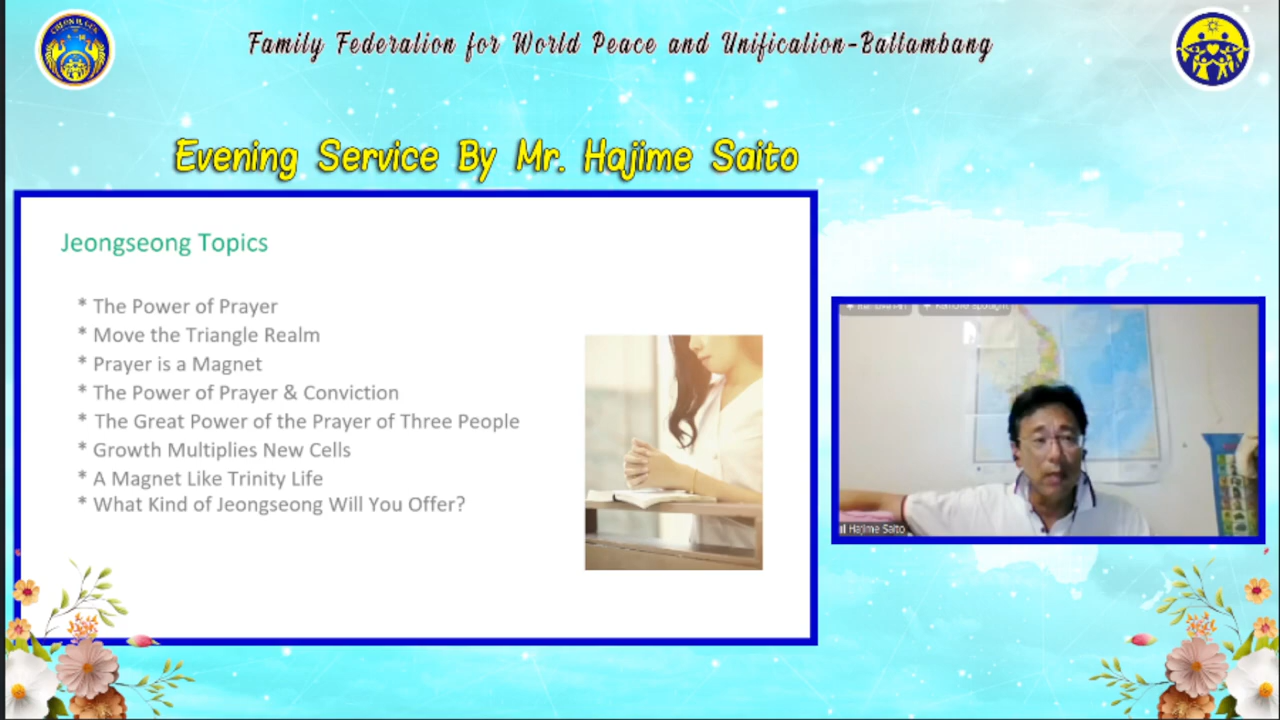 CHEON IL GUK
Family Federation for World Peace and Unification-Battambang
Evening Service By Mr. Hajime Saito
Jeongseong Topics
* The Power of Prayer
* Move the Triangle Realm
* Prayer is a Magnet
* The Power of Prayer & Conviction
* The Great Power of the Prayer of Three People
* Growth Multiplies New Cells
* A Magnet Like Trinity Life
* What Kind of Jeongseong Will You Offer?
Hajime Saito